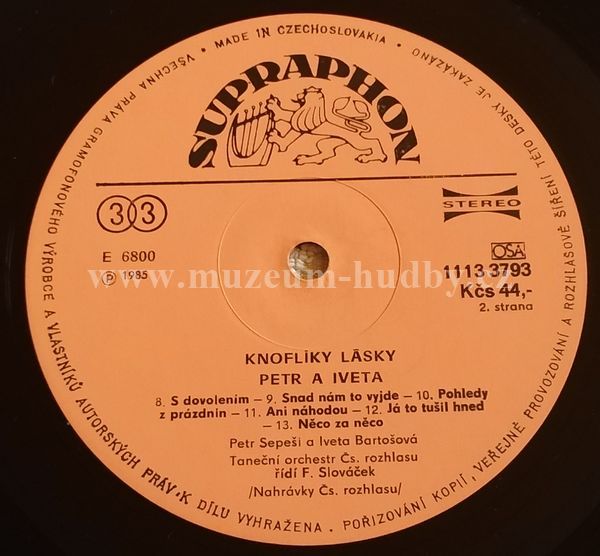 MADE IN CZECHOSLOVAKIA • VŠECHNA PRÁVA GRAMOFONOVÉHO VÝROBCE A VLASTNÍKŮ AUTORSKÝCH PRÁV • K DÍLU VYHRAŽENA. POŘIZOVÁNÍ KOPIÍ, VEŘEJNÉ PROVOZOVÁNÍ A ROZHLASOVÉ ŠÍŘENÍ TÉTO DESKY JE ZAKÁZÁNO •
SUPRAPHON
33
STEREO
E 6800
℗ 1985
OSA
1113 3793
Kčs 44,-
2. strana
www.muzeum-hudby.cz
KNOFLÍKY LÁSKY
PETR A IVETA
8. S dovolením – 9. Snad nám to vyjde – 10. Pohledy
z prázdnin – 11. Ani náhodou – 12. Já to tušil hned
– 13. Něco za něco
Petr Sepeši a Iveta Bartošová
Taneční orchestr Čs. rozhlasu
řídí F. Slováček
/Nahrávky Čs. rozhlasu/